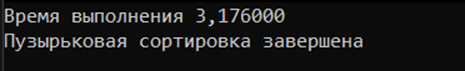 Время выполнения 3,176000
Пузырьковая сортировка завершена